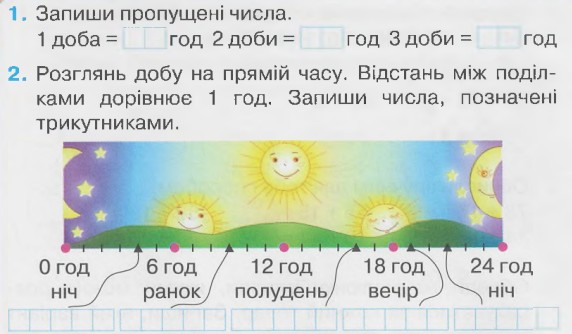 1. Запиши пропущені числа.
1 доба = год 2 доби = год 3 доби = год
2. Розглянь добу на прямій часу. Відстань між поділ-
ками дорівнює 1 год. Запиши числа, позначені
трикутниками.
0 год 6 год 12 год 18 год 24 год
ніч ранок полудень вечір ніч